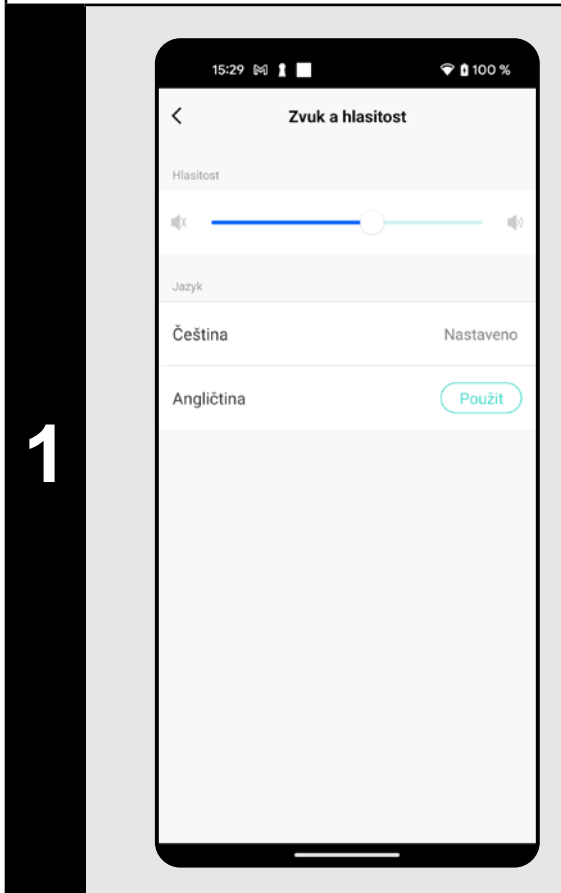 1
15:29 100 %
Zvuk a hlasitost
Hlasitost
Jazyk
Čeština Nastaveno
Angličtina Použit